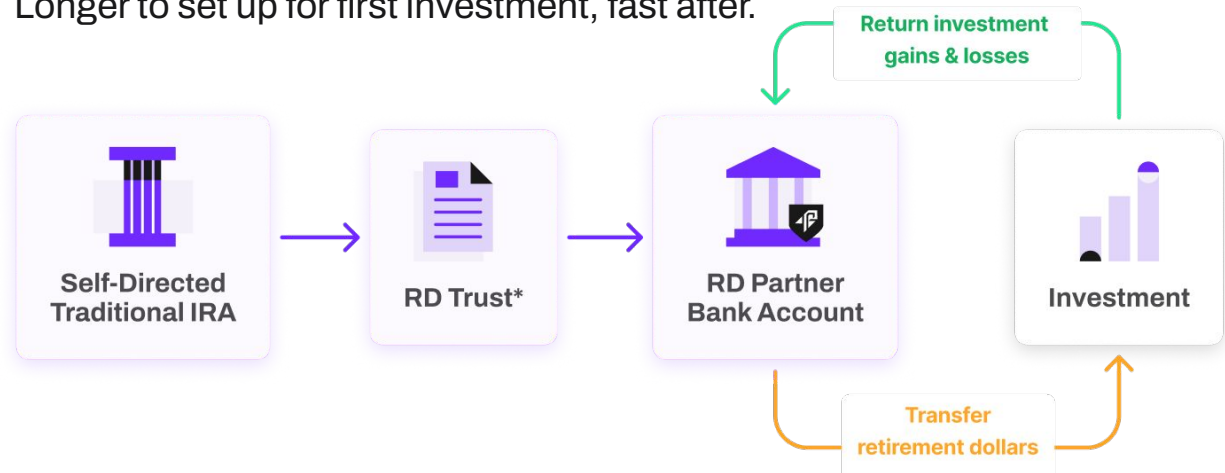 Longer to set up for first investment, fast after.
Return investment
gains & losses
Self-Directed
Traditional IRA
RD Trust*
RD Partner
Bank Account
Investment
Transfer
retirement dollars